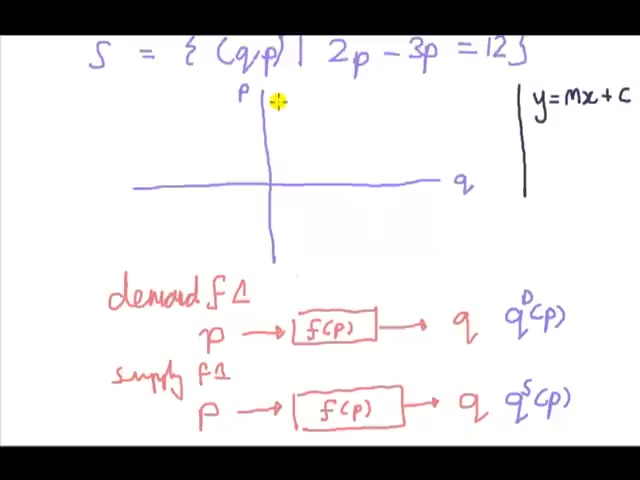 S = { (q,p) | 2p - 3p = 12}
p
y = mx + c
q
demand f△
p → f(p) → q q^D(p)
supply f△
p → f(p) → q q^S(p)